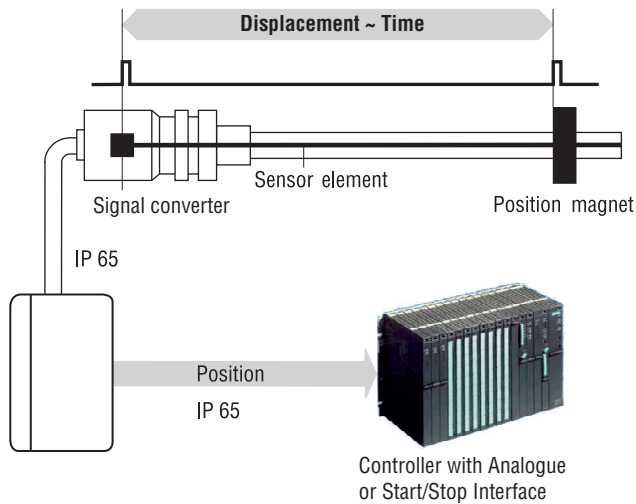 Displacement ~ Time
Sensor element
Signal converter
Position magnet
IP 65
Position
IP 65
Controller with Analogue
or Start/Stop Interface